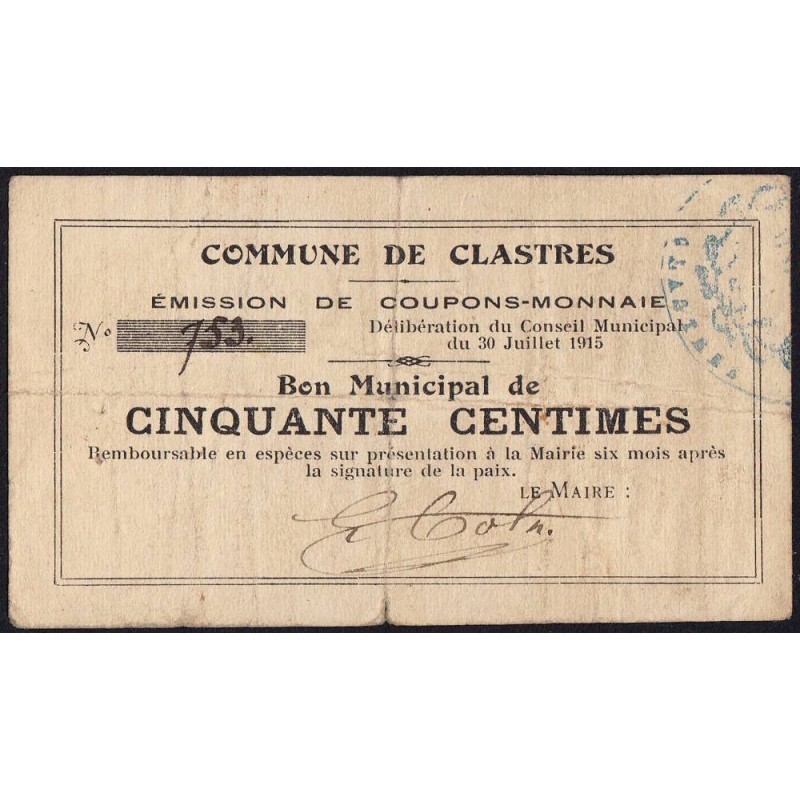 COMMUNE DE CLASTRES
ÉMISSION DE COUPONS-MONNAIE
No 753.
Délibération du Conseil Municipal
du 30 Juillet 1915
Bon Municipal de
CINQUANTE CENTIMES
Remboursable en espèces sur présentation à la Mairie six mois après
la signature de la paix.
LE MAIRE :